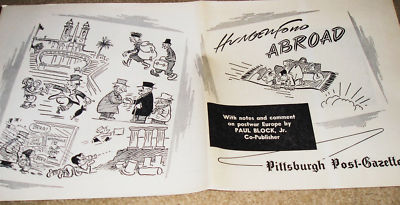 HUNGERFORD
ABROAD
With notes and comment
on postwar Europe by
PAUL BLOCK, Jr.
Co-Publisher
Pittsburgh Post-Gazette